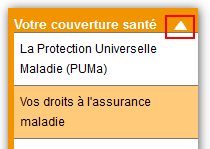 Votre couverture santé
La Protection Universelle
Maladie (PUMa)
Vos droits à l'assurance
maladie